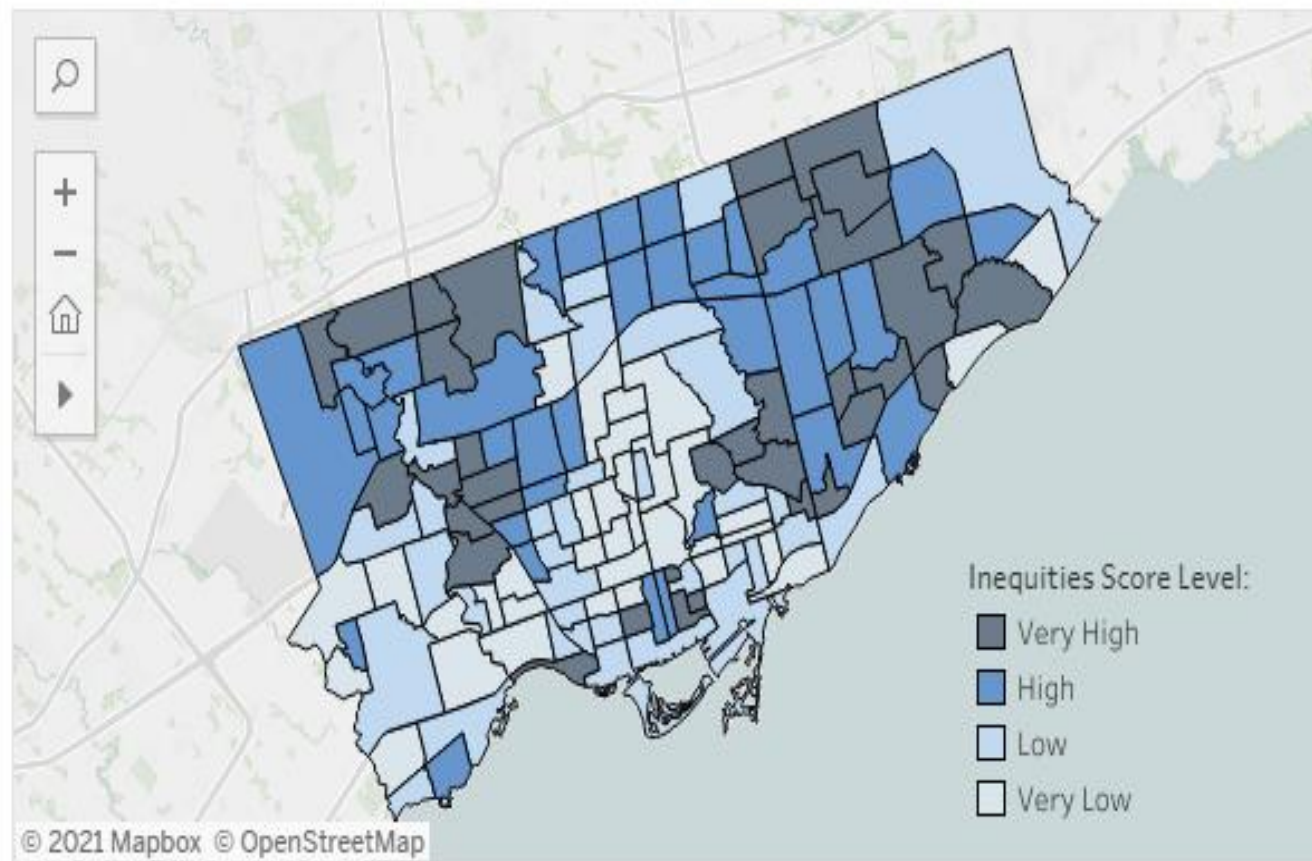 +
−
Inequities Score Level:
Very High
High
Low
Very Low
© 2021 Mapbox © OpenStreetMap